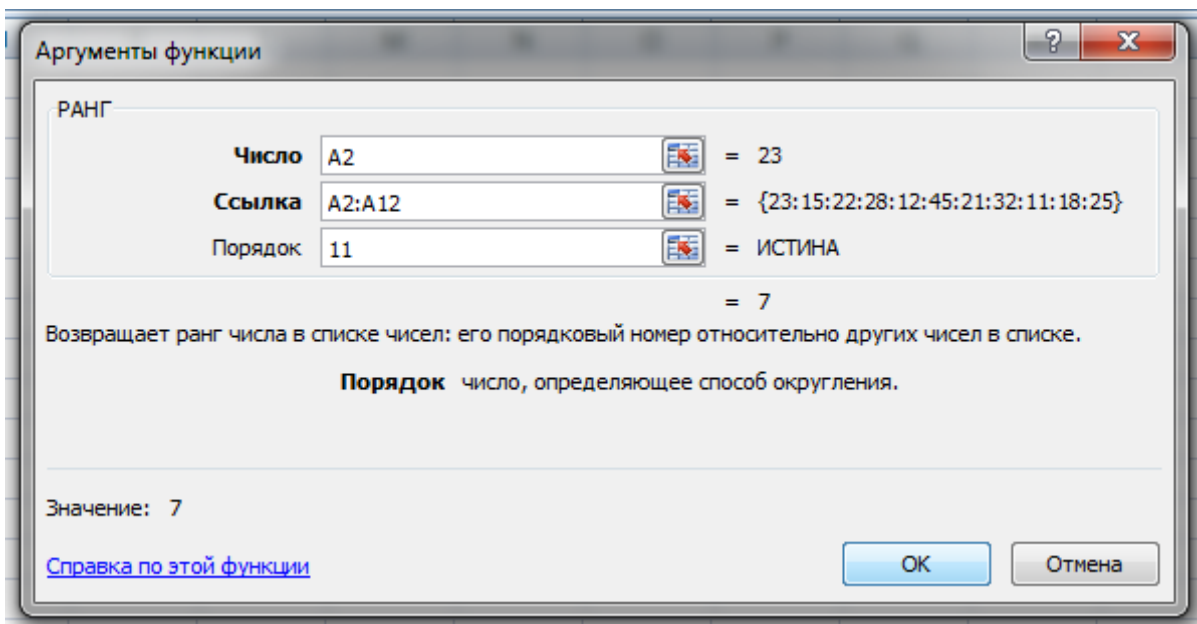 Аргументы функции
РАНГ
Число A2 = 23
Ссылка A2:A12 = {23:15:22:28:12:45:21:32:11:18:25}
Порядок 11 = ИСТИНА
= 7
Возвращает ранг числа в списке чисел: его порядковый номер относительно других чисел в списке.
Порядок число, определяющее способ округления.
Значение: 7
Справка по этой функции
ОК Отмена